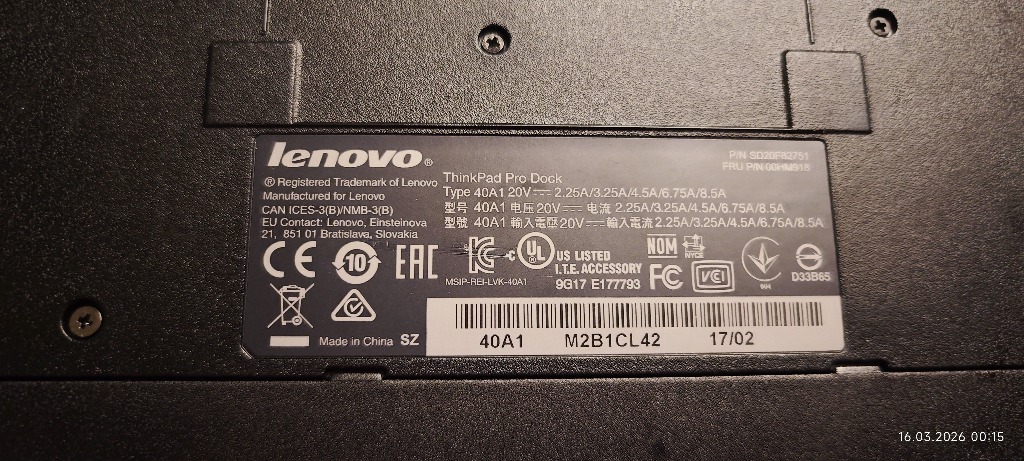 lenovo®
P/N SD20F82751
FRU P/N 00HM918
® Registered Trademark of Lenovo
Manufactured for Lenovo
CAN ICES-3(B)/NMB-3(B)
EU Contact: Lenovo, Einsteinova
21, 851 01 Bratislava, Slovakia
ThinkPad Pro Dock
Type 40A1 20V 2.25A/3.25A/4.5A/6.75A/8.5A
型号 40A1 电压 20V 电流 2.25A/3.25A/4.5A/6.75A/8.5A
型號 40A1 輸入電壓 20V 輸入電流 2.25A/3.25A/4.5A/6.75A/8.5A
CE
10
EAC
MSIP-REI-LVK-40A1
c UL US LISTED
I.T.E. ACCESSORY
9G17 E177793
NOM
NYCE
FC
VCI
D33B65
Made in China SZ
40A1 M2B1CL42 17/02
16.03.2026 00:15